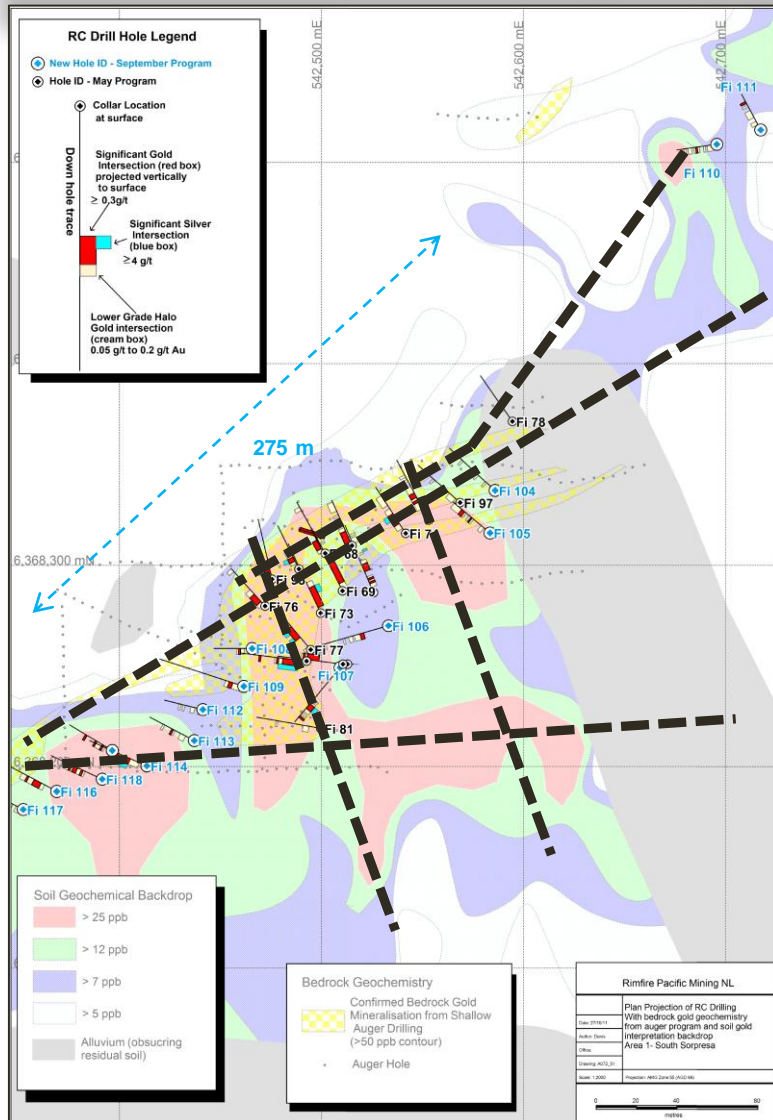 RC Drill Hole Legend
New Hole ID - September Program
Hole ID - May Program
Collar Location
at surface
Down hole trace
Significant Gold
Intersection (red box)
projected vertically
to surface
≥ 0.3g/t
Significant Silver
Intersection
(blue box)
≥4 g/t
Lower Grade Halo
Gold intersection
(cream box)
0.05 g/t to 0.2 g/t Au
542,500 mE
542,600 mE
542,700 mE
Fi 111
Fi 110
275 m
Fi 78
Fi 104
Fi 97
Fi 105
6,368,300 mN
Fi 69
Fi 76
Fi 73
Fi 106
Fi 77
Fi 107
Fi 109
Fi 112
Fi 81
Fi 113
Fi 114
Fi 118
Fi 116
Fi 117
Soil Geochemical Backdrop
> 25 ppb
> 12 ppb
> 7 ppb
> 5 ppb
Alluvium (obsucring
residual soil)
Bedrock Geochemistry
Confirmed Bedrock Gold
Mineralisation from Shallow
Auger Drilling
(>50 ppb contour)
Auger Hole
Rimfire Pacific Mining NL
Plan Projection of RC Drilling
With bedrock gold geochemistry
from auger program and soil gold
interpretation backdrop
Area 1- South Sorpresa
Author:
Office:
Scale: 1:2000
0 20 40 60 80
metres